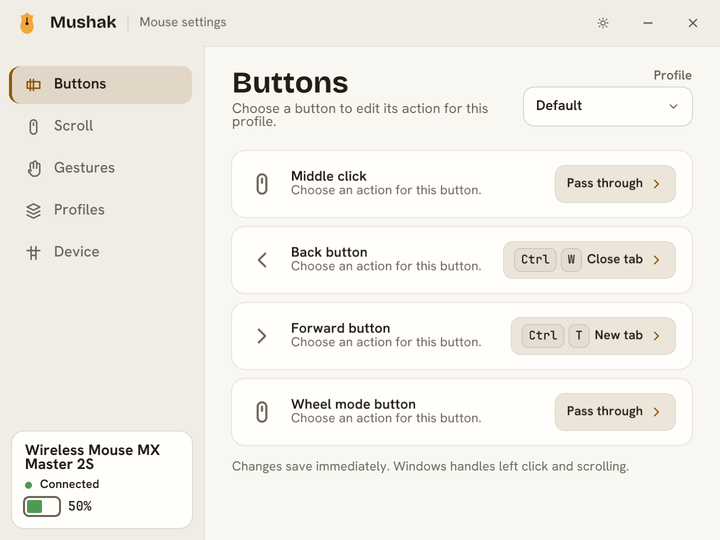 Mushak
Mouse settings
Buttons
Scroll
Gestures
Profiles
Device
Wireless Mouse MX
Master 2S
Connected
50%
Buttons
Choose a button to edit its action for this
profile.
Profile
Default
Middle click
Choose an action for this button.
Pass through
Back button
Choose an action for this button.
Ctrl W Close tab
Forward button
Choose an action for this button.
Ctrl T New tab
Wheel mode button
Choose an action for this button.
Pass through
Changes save immediately. Windows handles left click and scrolling.